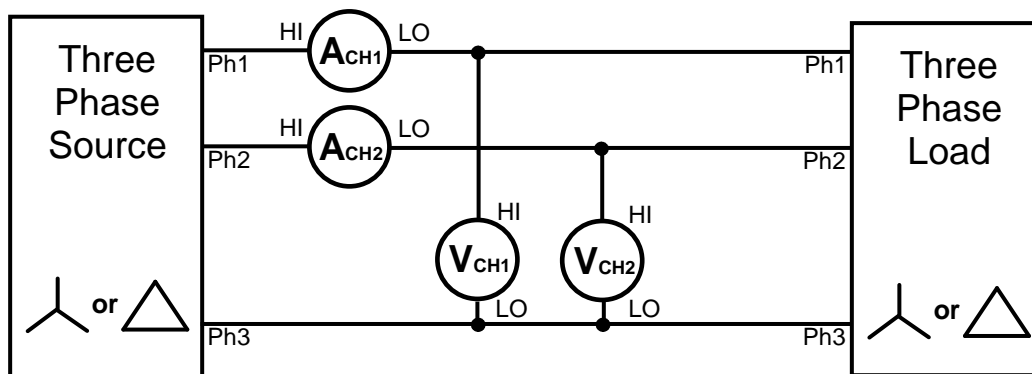 Three
Phase
Source
or
Ph1
Ph2
Ph3
HI
ACH1
LO
HI
ACH2
LO
HI
VCH1
LO
HI
VCH2
LO
Ph1
Ph2
Ph3
Three
Phase
Load
or